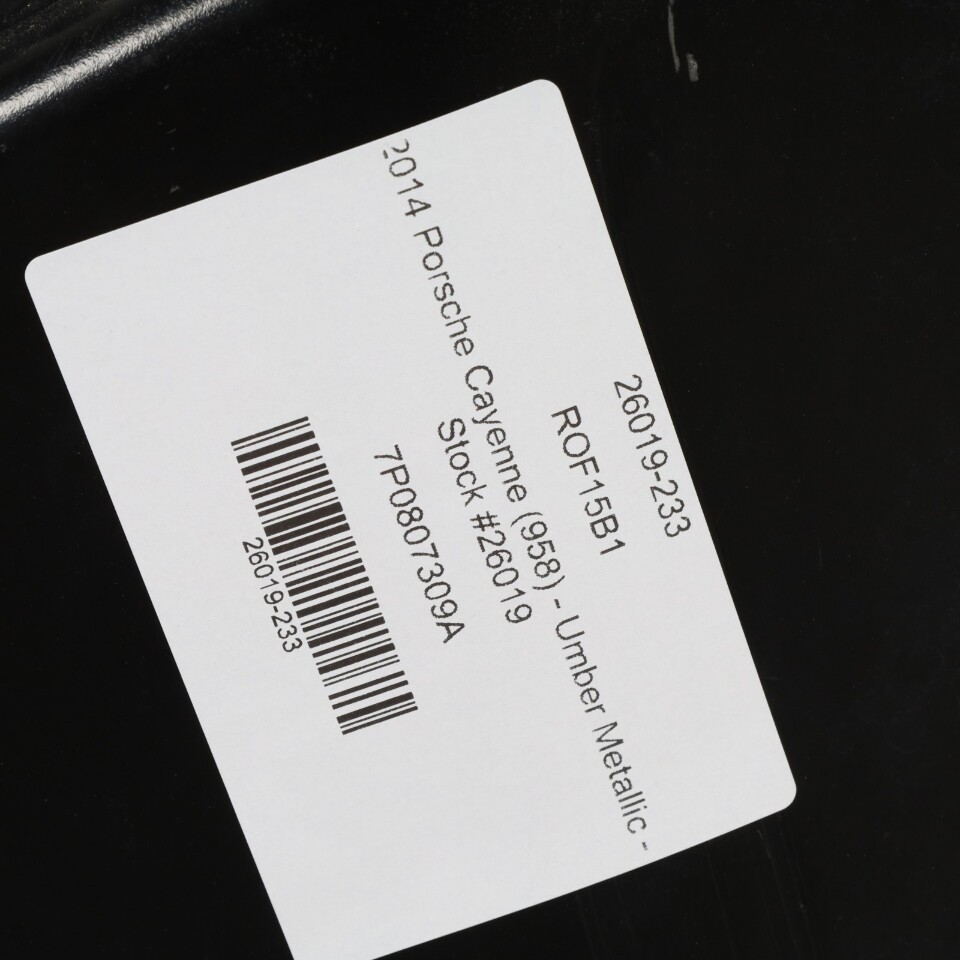 26019-233
ROF15B1
2014 Porsche Cayenne (958) - Umber Metallic -
Stock #26019
7P0807309A
26019-233